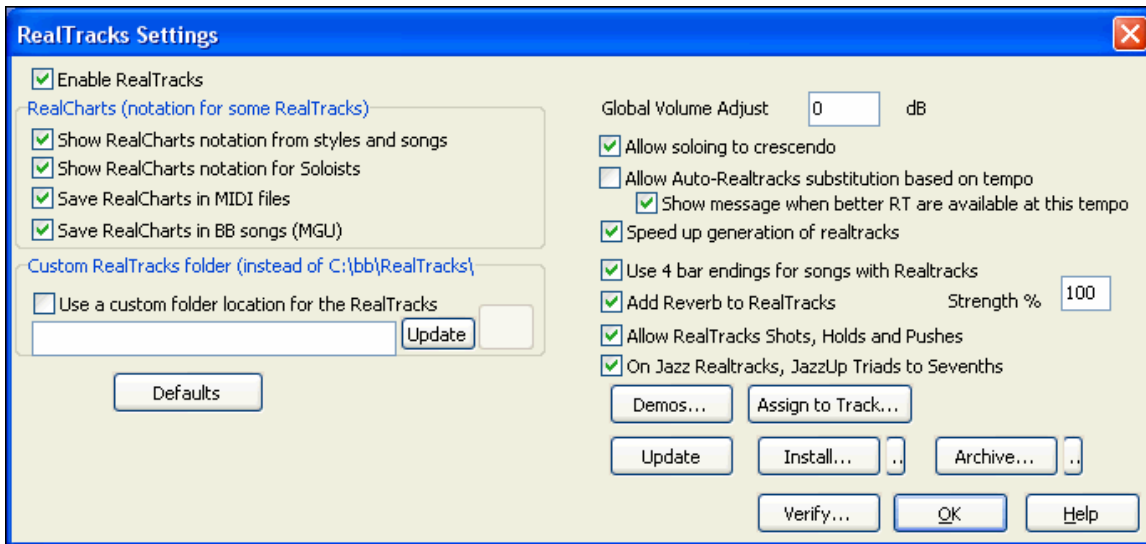 RealTracks Settings
Enable RealTracks
RealCharts (notation for some RealTracks)
Show RealCharts notation from styles and songs
Show RealCharts notation for Soloists
Save RealCharts in MIDI files
Save RealCharts in BB songs (MGU)
Custom RealTracks folder (instead of C:\bb\RealTracks\
Use a custom folder location for the RealTracks
Update
Defaults
Global Volume Adjust 0 dB
Allow soloing to crescendo
Allow Auto-Realtracks substitution based on tempo
Show message when better RT are available at this tempo
Speed up generation of realtracks
Use 4 bar endings for songs with Realtracks
Add Reverb to RealTracks Strength % 100
Allow RealTracks Shots, Holds and Pushes
On Jazz Realtracks, JazzUp Triads to Sevenths
Demos... Assign to Track...
Update Install... .. Archive... ..
Verify... OK Help